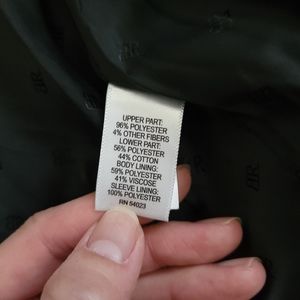 UPPER PART:
96% POLYESTER
4% OTHER FIBERS
LOWER PART:
56% POLYESTER
44% COTTON
BODY LINING:
59% POLYESTER
41% VISCOSE
SLEEVE LINING:
100% POLYESTER
RN 54023